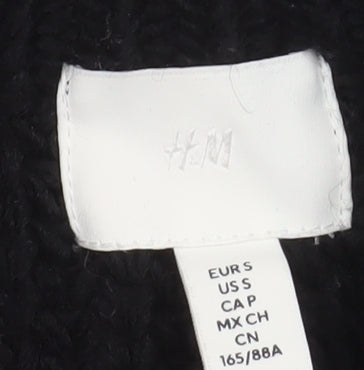 H&M
EUR S
US S
CA P
MX CH
CN
165/88A